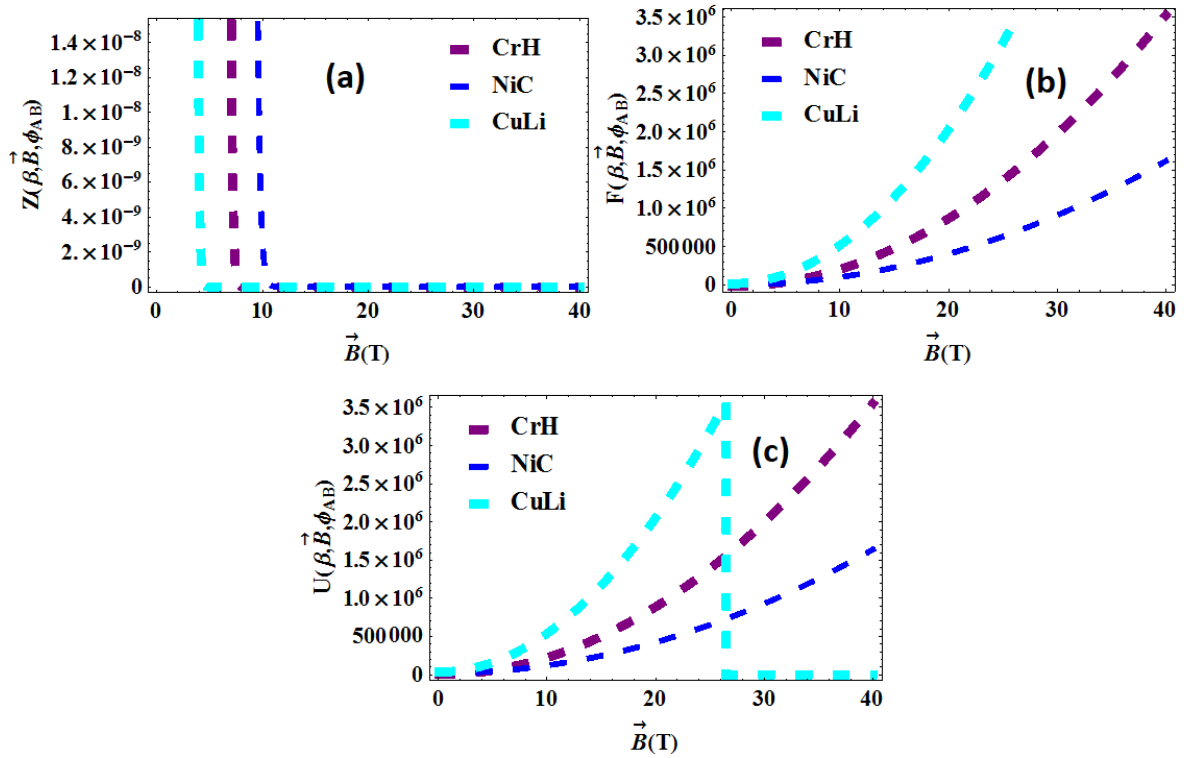 (a)
Z(β,B⃗,ϕ_AB)
1.4×10⁻⁸
1.2×10⁻⁸
1.×10⁻⁸
8.×10⁻⁹
6.×10⁻⁹
4.×10⁻⁹
2.×10⁻⁹
0
CrH
NiC
CuLi
0 10 20 30 40
B⃗(T)
(b)
F(β,B⃗,ϕ_AB)
3.5×10⁶
3.0×10⁶
2.5×10⁶
2.0×10⁶
1.5×10⁶
1.0×10⁶
500000
0
CrH
NiC
CuLi
0 10 20 30 40
B⃗(T)
(c)
U(β,B⃗,ϕ_AB)
3.5×10⁶
3.0×10⁶
2.5×10⁶
2.0×10⁶
1.5×10⁶
1.0×10⁶
500000
0
CrH
NiC
CuLi
0 10 20 30 40
B⃗(T)